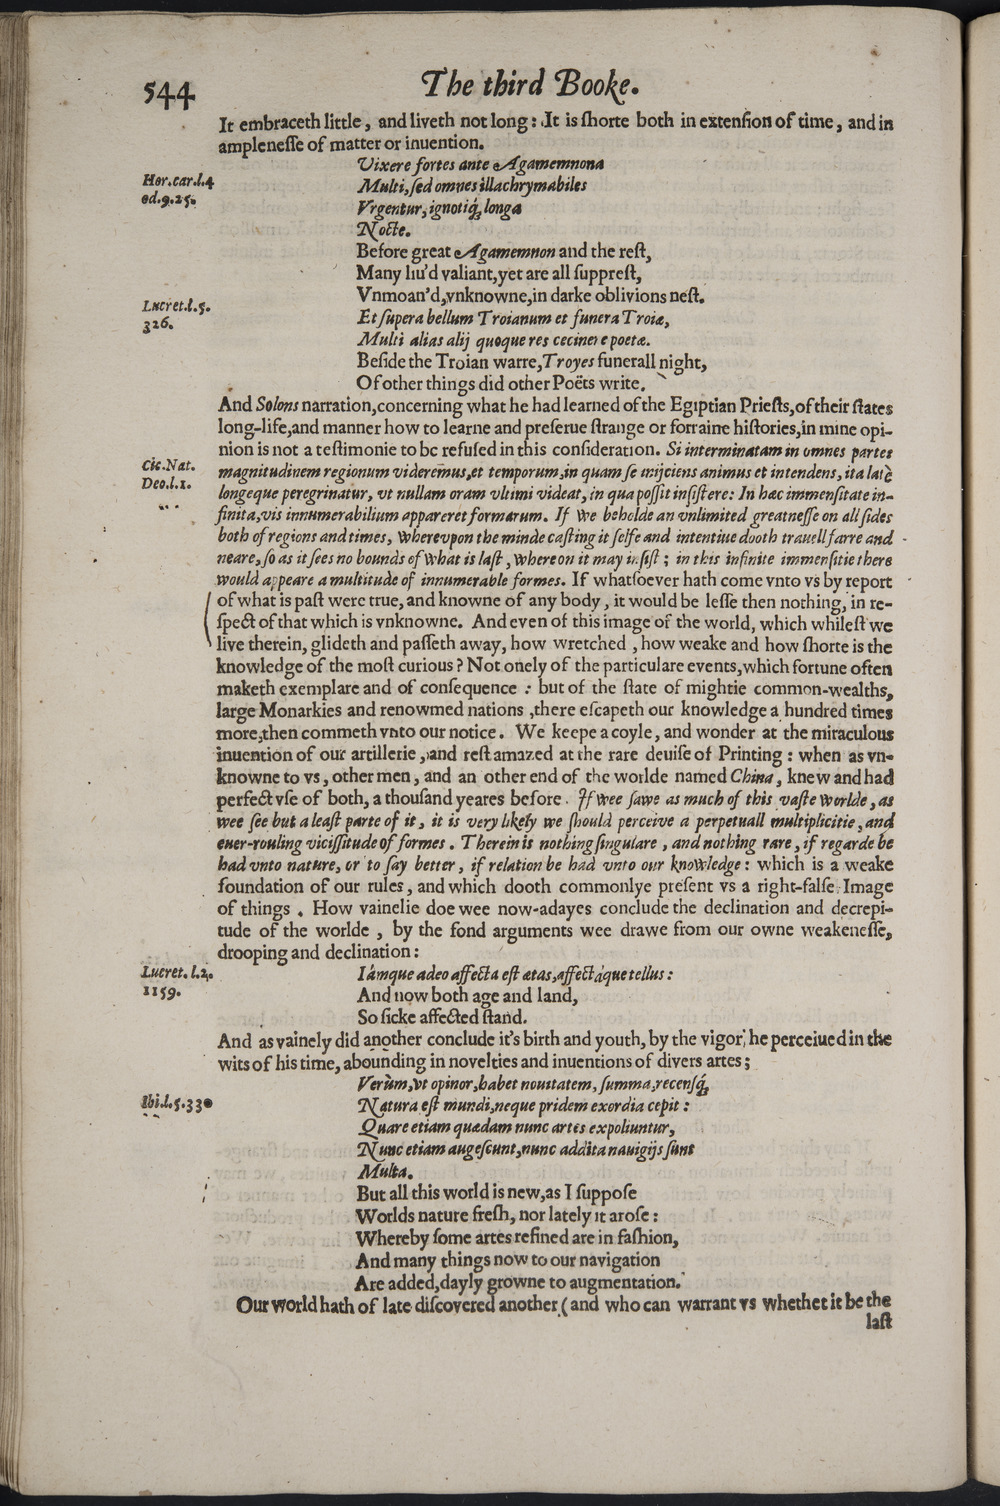 544
The third Booke.
It embraceth little, and liveth not long: It is ſhorte both in extenſion of time, and in
ampleneſſe of matter or inuention.
Vixere fortes ante Agamemnona
Hor.car.l.4
Multi, ſed omnes illachrymabiles
od.9.25.
Vrgentur, ignotiq́, longa
Nocte.
Before great Agamemnon and the reſt,
Many liu'd valiant, yet are all ſuppreſt,
Vnmoan'd, vnknowne, in darke oblivions neſt.
Lucret.l.5.
326.
Et ſupera bellum Troianum et funera Troiæ,
Multi alias alij quoque res cecinere poetæ.
Beſide the Troian warre, Troyes funerall night,
Of other things did other Poëts write.
And Solons narration, concerning what he had learned of the Egiptian Prieſts, of their ſtates
long-life, and manner how to learne and preſerue ſtrange or forraine hiſtories, in mine opi-
nion is not a teſtimonie to be refuſed in this conſideration. Si interminatam in omnes partes
Cic.Nat.
Deo.l.1.
magnitudinem regionum videremus, et temporum, in quam ſe inijciens animus et intendens, ita latè
longeque peregrinatur, vt nullam oram vltimi videat, in qua poſſit inſiſtere: In hæc immenſitate in-
finita, vis innumerabilium appareret formarum. If we beholde an vnlimited greatneſſe on all ſides
both of regions and times, wherevpon the minde caſting it ſelfe and intentiue dooth trauell farre and
neare, ſo as it ſees no bounds of what is laſt, whereon it may inſiſt; in this infinite immenſitie there
would appeare a multitude of innumerable formes. If whatſoever hath come vnto vs by report
of what is paſt were true, and knowne of any body, it would be leſſe then nothing, in re-
ſpect of that which is vnknowne. And even of this image of the world, which whileſt we
live therein, glideth and paſſeth away, how wretched, how weake and how ſhorte is the
knowledge of the moſt curious? Not onely of the particulare events, which fortune often
maketh exemplare and of conſequence: but of the ſtate of mightie common-wealths,
large Monarkies and renowmed nations, there eſcapeth our knowledge a hundred times
more, then commeth vnto our notice. We keepe a coyle, and wonder at the miraculous
inuention of our artillerie, and reſt amazed at the rare deuiſe of Printing: when as vn-
knowne to vs, other men, and an other end of the worlde named China, knew and had
perfect vſe of both, a thouſand yeares before. If wee ſawe as much of this vaſte worlde, as
wee ſee but a leaſt parte of it, it is very likely we ſhould perceive a perpetuall multiplicitie, and
euer-rouling viciſſitude of formes. Therein is nothing ſingulare, and nothing rare, if regarde be
had vnto nature, or to ſay better, if relation be had vnto our knowledge: which is a weake
foundation of our rules, and which dooth commonlye preſent vs a right-falſe Image
of things. How vainelie doe wee now-adayes conclude the declination and decrepi-
tude of the worlde, by the fond arguments wee drawe from our owne weakeneſſe,
drooping and declination:
Lucret. l.2.
1159.
Iámque adeo affecta eſt ætas, affectáque tellus:
And now both age and land,
So ſicke affected ſtand.
And as vainely did another conclude it's birth and youth, by the vigor, he perceiued in the
wits of his time, abounding in novelties and inuentions of divers artes;
Verùm, vt opinor, habet nouitatem, ſumma, recenſq́,
Ibi.l.5.330
Natura eſt mundi, neque pridem exordia cepit:
Quare etiam quædam nunc artes expoliuntur,
Nunc etiam augeſcunt, nunc addita nauigijs ſunt
Multa.
But all this world is new, as I ſuppoſe
Worlds nature freſh, nor lately it aroſe:
Whereby ſome artes refined are in faſhion,
And many things now to our navigation
Are added, dayly growne to augmentation.
Our world hath of late diſcovered another (and who can warrant vs whether it be the
laſt